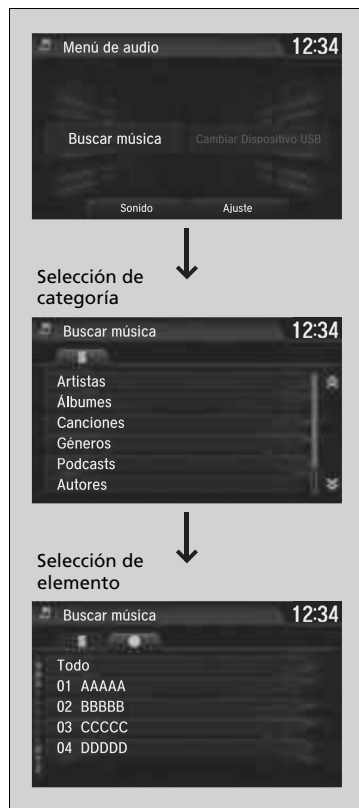 Menú de audio 12:34
Buscar música Cambiar Dispositivo USB
Sonido Ajuste
Selección de
categoría
Buscar música 12:34
Artistas
Álbumes
Canciones
Géneros
Podcasts
Autores
Selección de
elemento
Buscar música 12:34
Todo
01 AAAAA
02 BBBBB
03 CCCCC
04 DDDDD